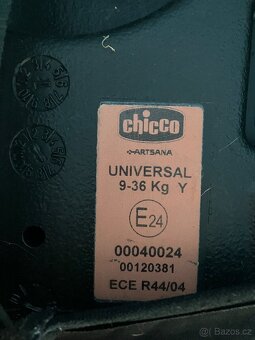 chicco
ARTSANA
UNIVERSAL
9-36 Kg Y
E24
00040024
00120381
ECE R44/04
bazos.cz